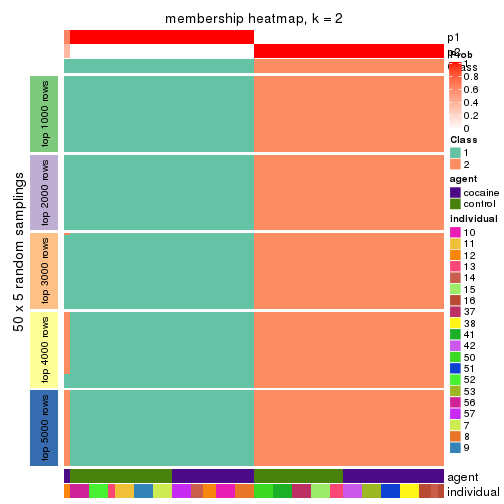 membership heatmap, k = 2
p1
p2
Class
Prob
1
0.8
0.6
0.4
0.2
0
Class
1
2
agent
cocaine
control
individual
10
11
12
13
14
15
16
37
38
41
42
50
51
52
53
56
57
7
8
9
50 x 5 random samplings
top 1000 rows
top 2000 rows
top 3000 rows
top 4000 rows
top 5000 rows
agent
individual